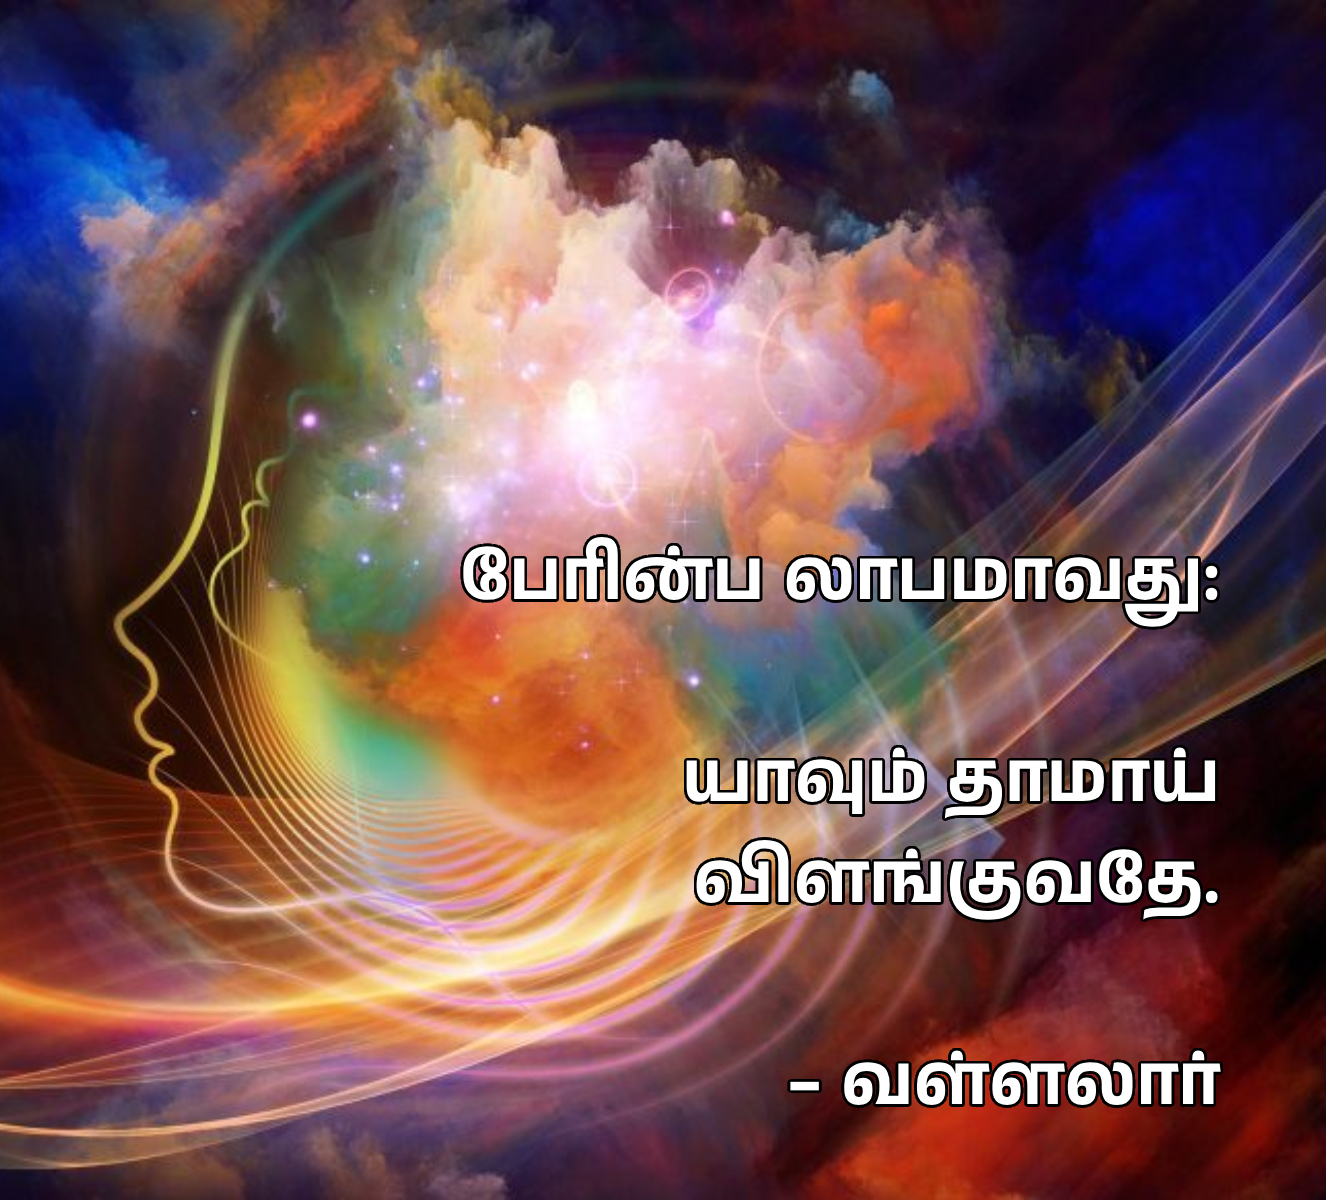 பேரின்ப லாபமாவது:
யாவும் தாமாய்
விளங்குவதே.
– வள்ளலார்